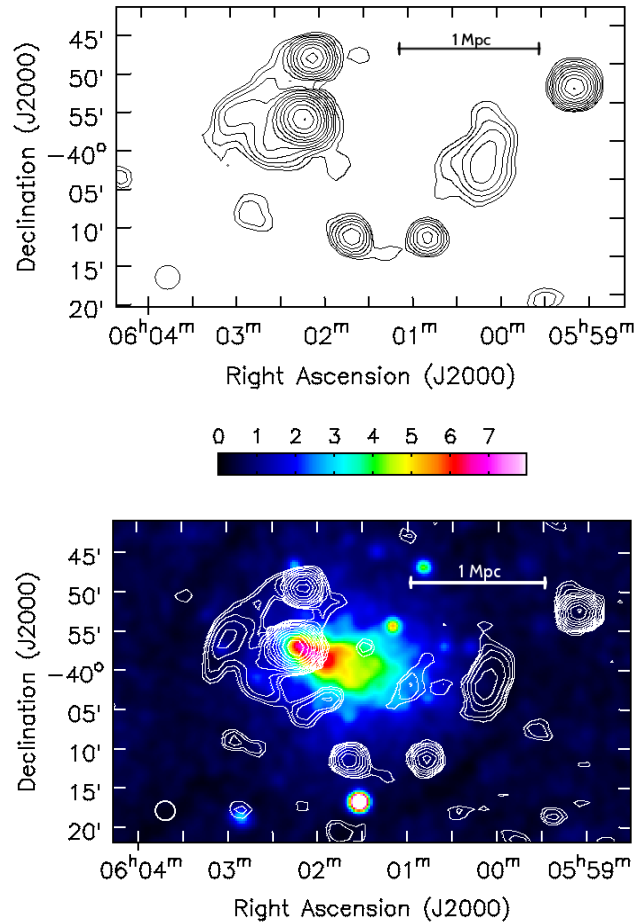 1 Mpc
45'
50'
55'
−40°
05'
10'
15'
20'
Declination (J2000)
06ʰ04ᵐ 03ᵐ 02ᵐ 01ᵐ 00ᵐ 05ʰ59ᵐ
Right Ascension (J2000)
0 1 2 3 4 5 6 7
1 Mpc
45'
50'
55'
−40°
05'
10'
15'
20'
Declination (J2000)
06ʰ04ᵐ 03ᵐ 02ᵐ 01ᵐ 00ᵐ 05ʰ59ᵐ
Right Ascension (J2000)